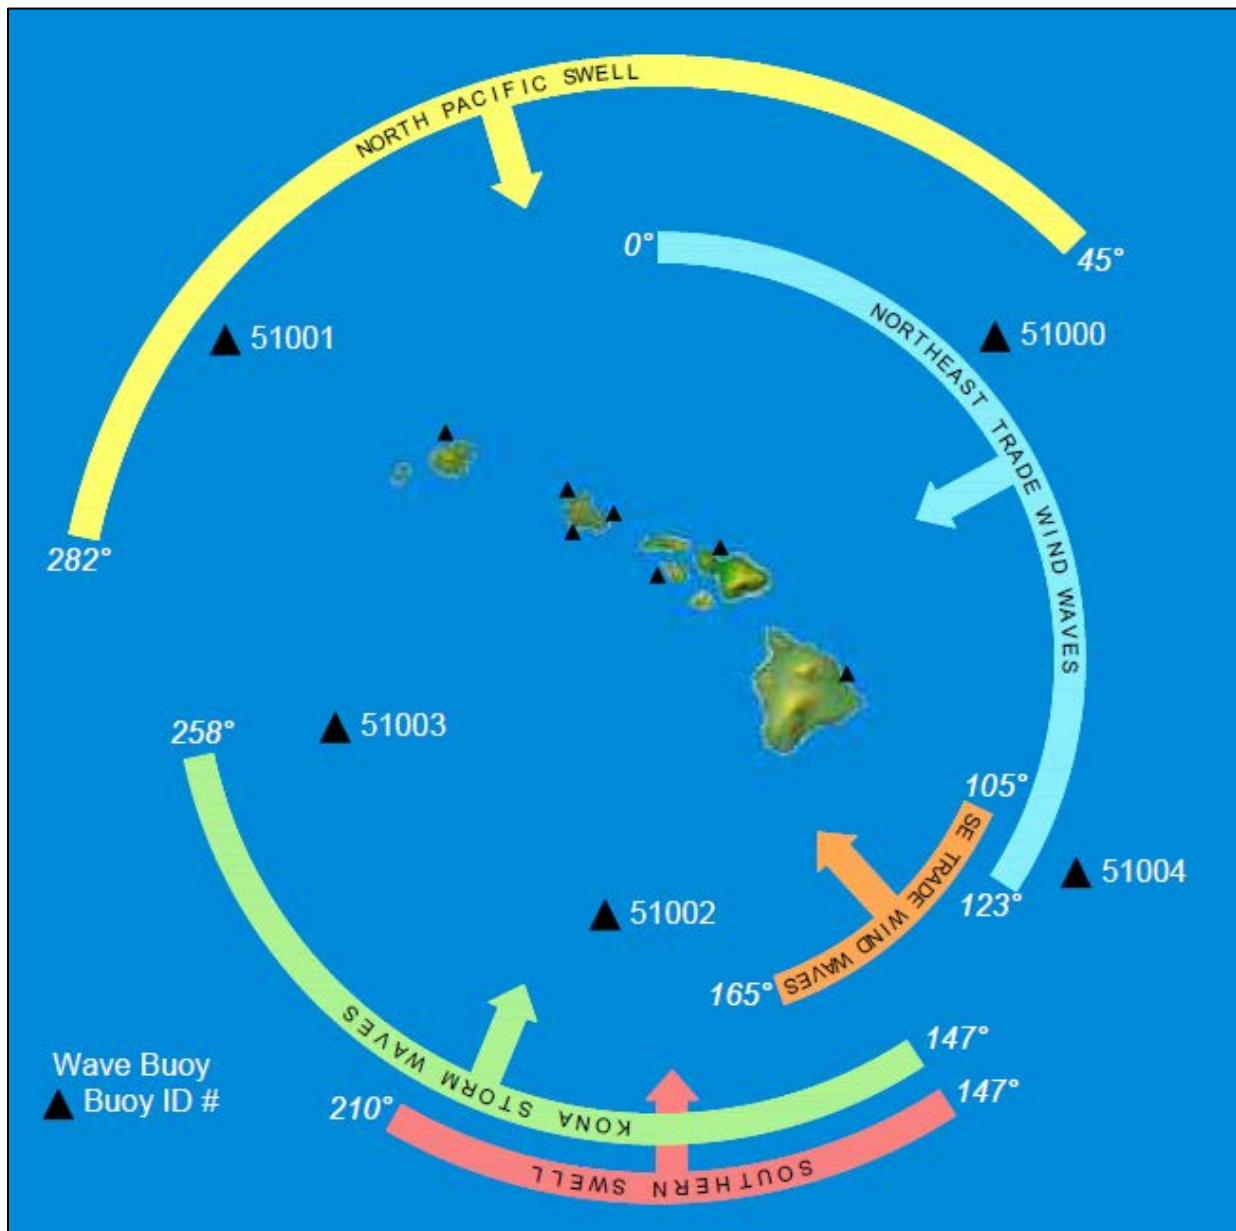 NORTH PACIFIC SWELL
0°
45°
NORTHEAST TRADE WIND WAVES
51001
51000
282°
258°
51003
105°
SE TRADE WIND WAVES
51004
123°
51002
165°
KONA STORM WAVES
147°
Wave Buoy
Buoy ID #
147°
210°
SOUTHERN SWELL